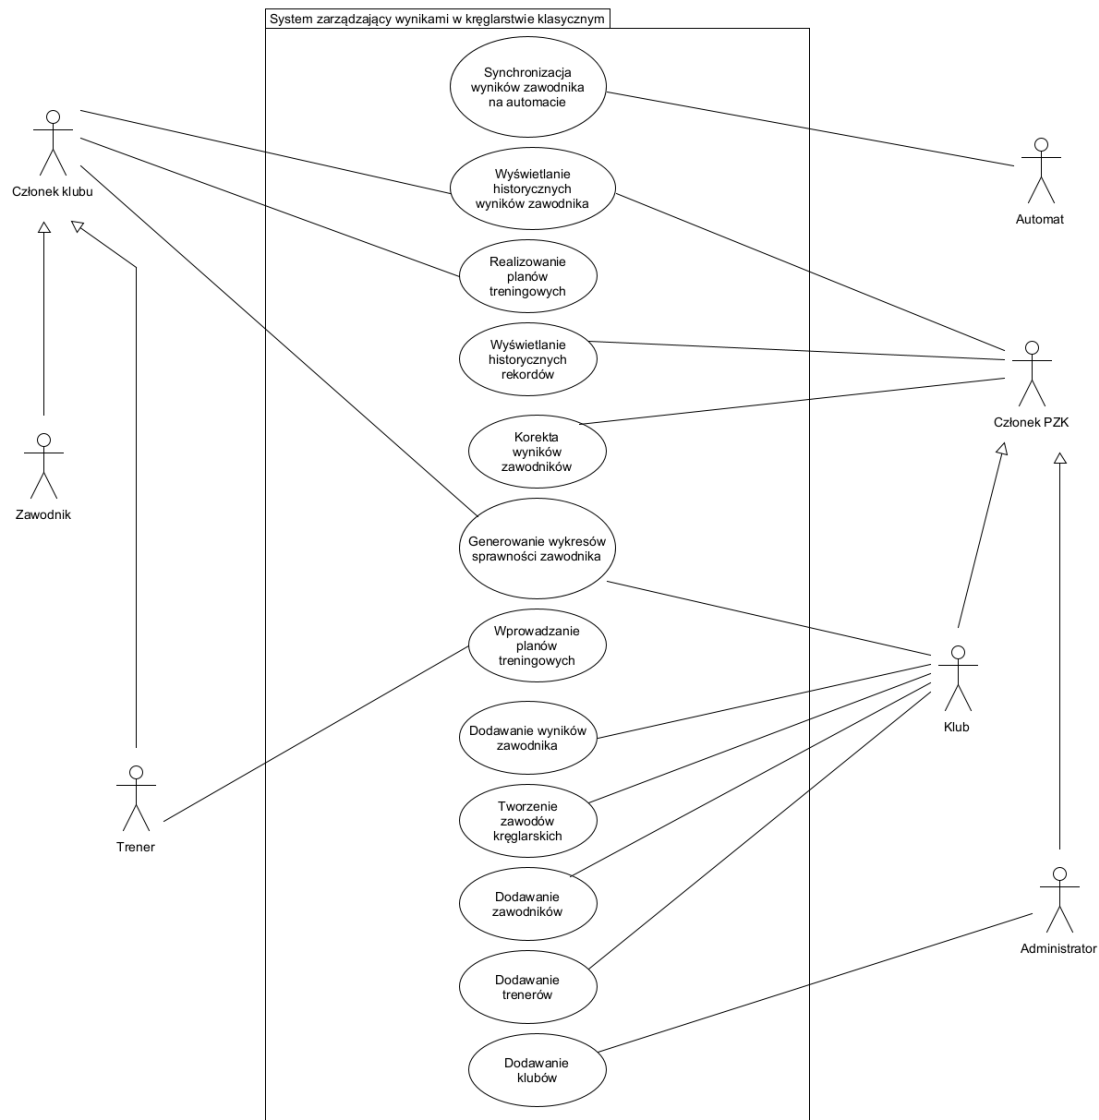 System zarządzający wynikami w kręglarstwie klasycznym
Synchronizacja
wyników zawodnika
na automacie
Członek klubu
Wyświetlanie
historycznych
wyników zawodnika
Automat
Realizowanie
planów
treningowych
Wyświetlanie
historycznych
rekordów
Członek PZK
Korekta
wyników
zawodników
Zawodnik
Generowanie wykresów
sprawności zawodnika
Wprowadzanie
planów
treningowych
Klub
Dodawanie wyników
zawodnika
Tworzenie
zawodów
kręglarskich
Trener
Dodawanie
zawodników
Administrator
Dodawanie
trenerów
Dodawanie
klubów